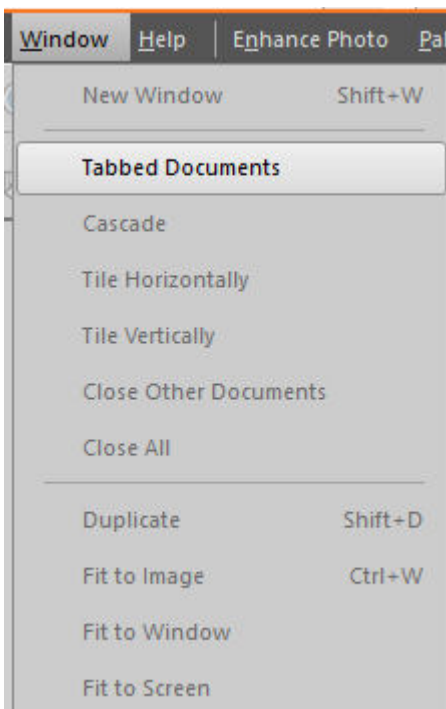 Window Help Enhance Photo
New Window Shift+W
Tabbed Documents
Cascade
Tile Horizontally
Tile Vertically
Close Other Documents
Close All
Duplicate Shift+D
Fit to Image Ctrl+W
Fit to Window
Fit to Screen